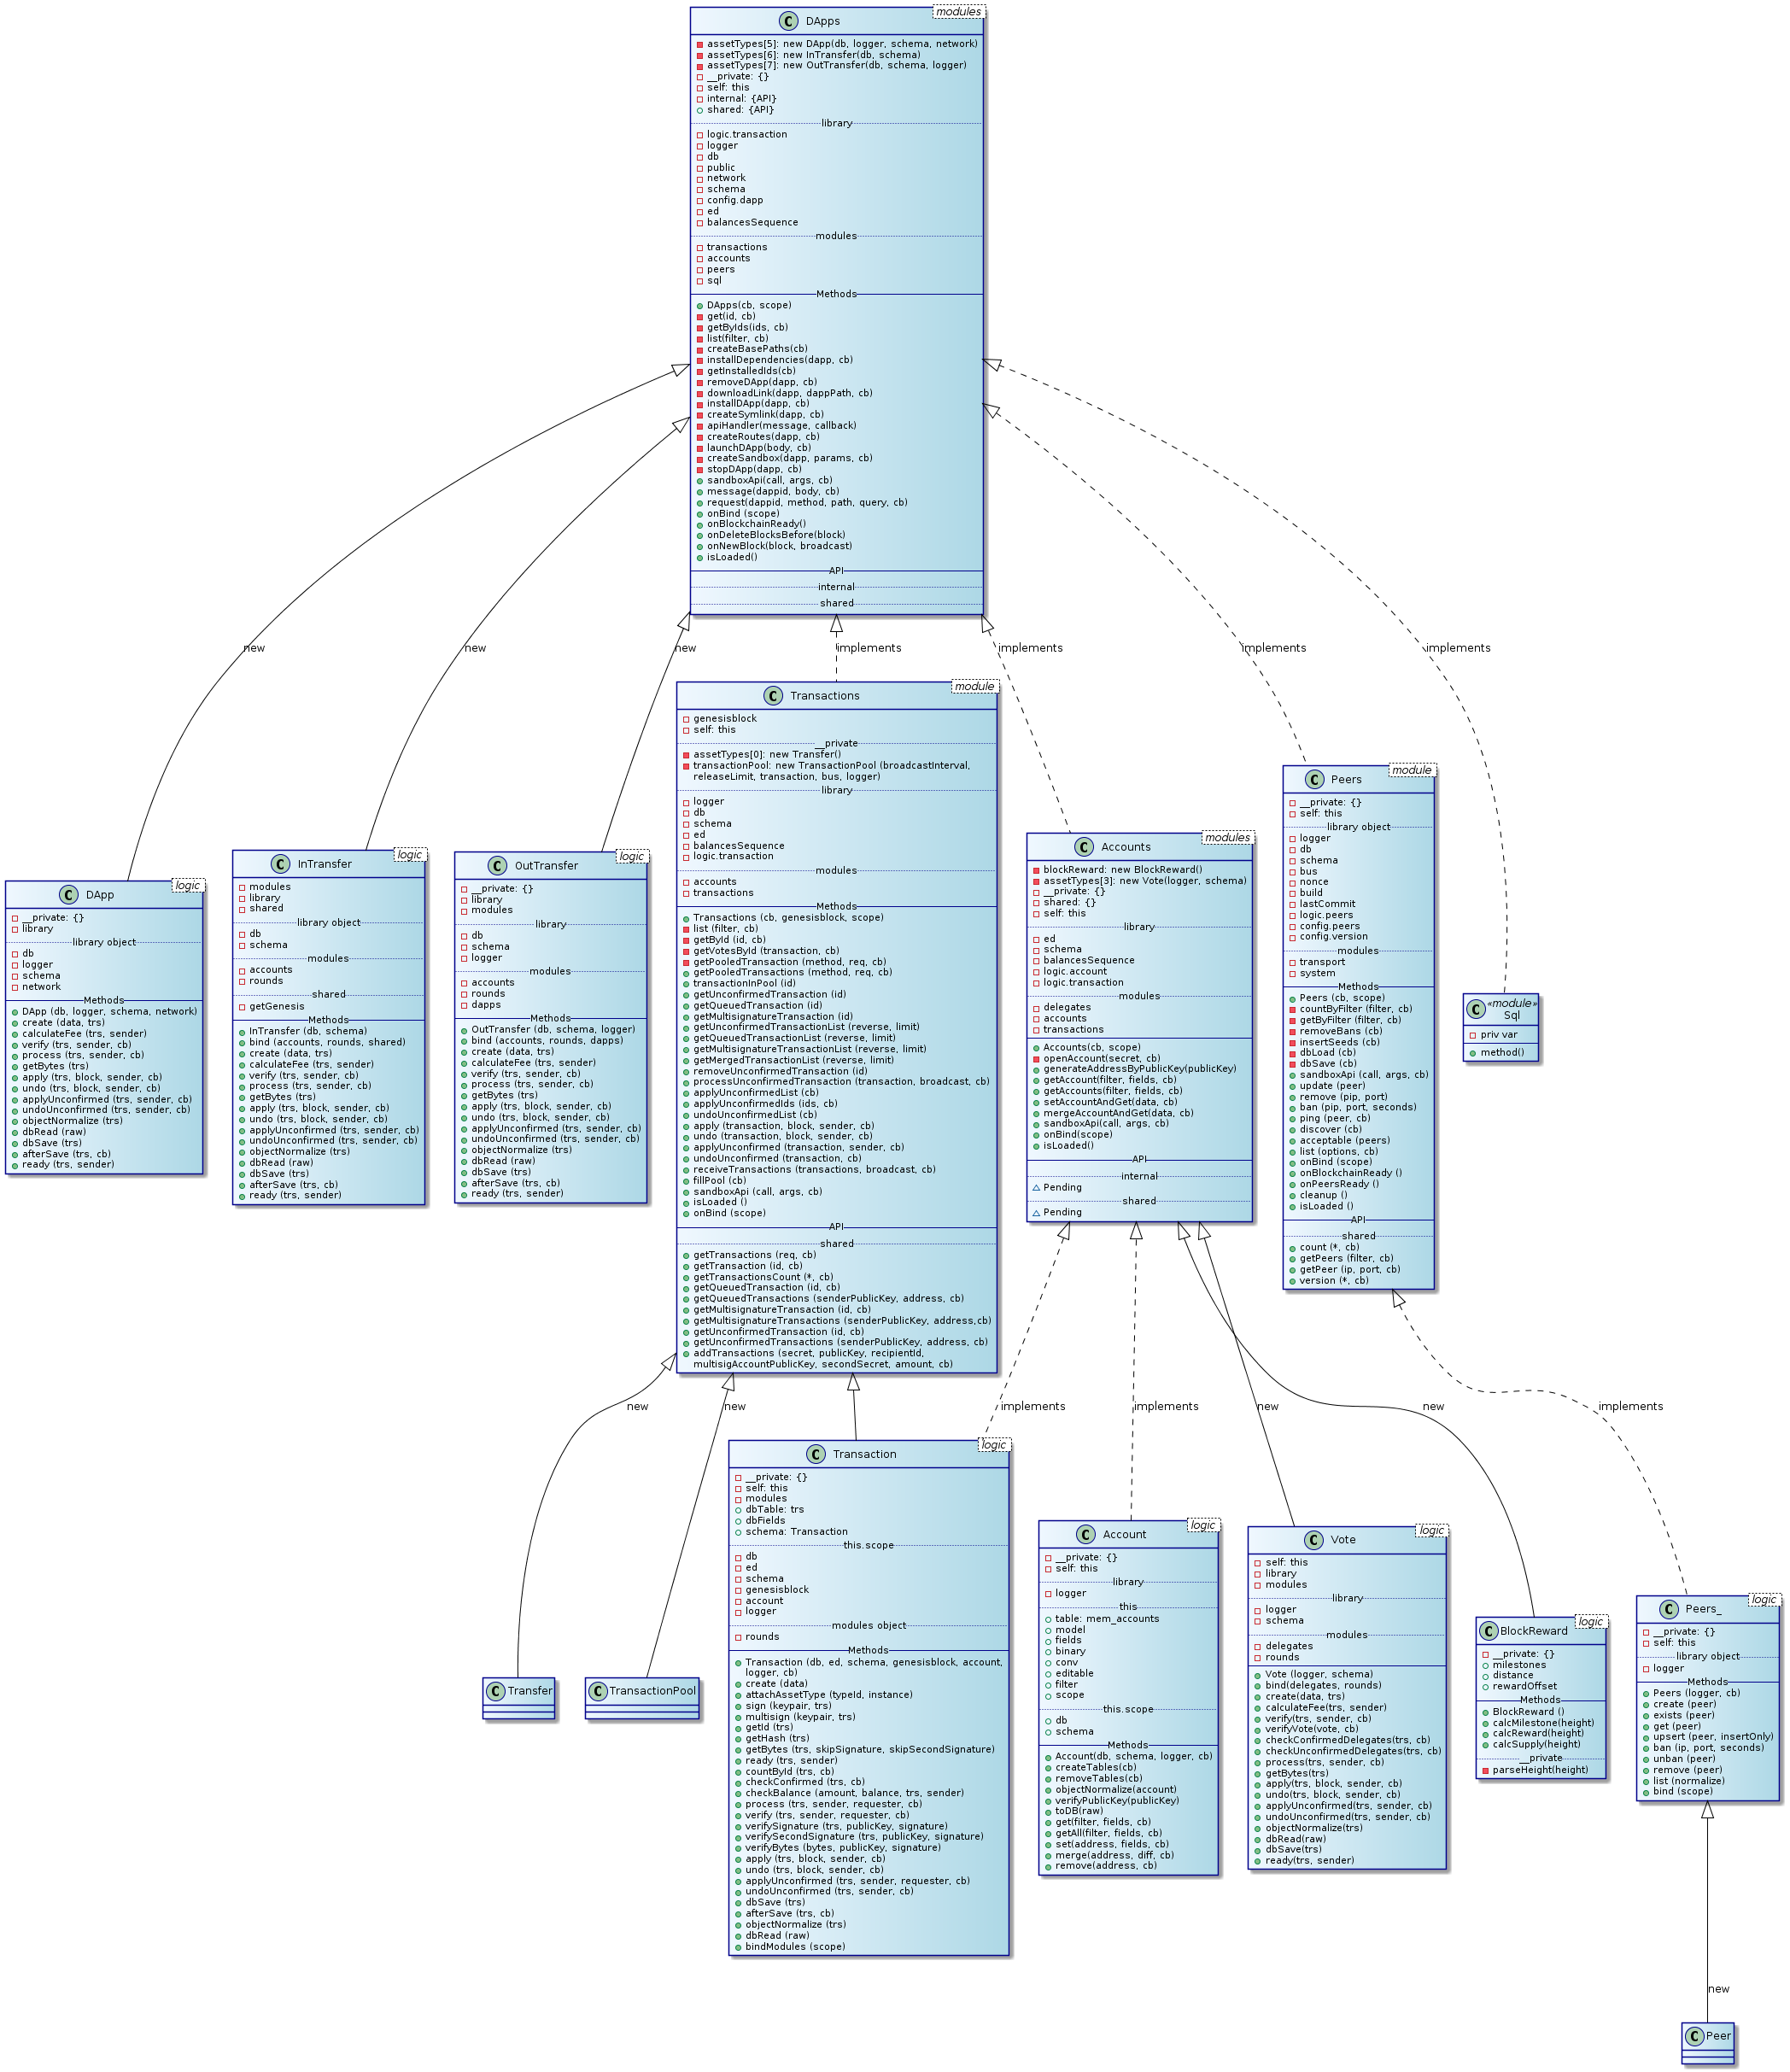 modules
DApps
assetTypes[5]: new DApp(db, logger, schema, network)
assetTypes[6]: new InTransfer(db, schema)
assetTypes[7]: new OutTransfer(db, schema, logger)
__private: {}
self: this
internal: {API}
shared: {API}
library
logic.transaction
logger
db
public
network
schema
config.dapp
ed
balancesSequence
modules
transactions
accounts
peers
sql
Methods
DApps(cb, scope)
get(id, cb)
getByIds(ids, cb)
list(filter, cb)
createBasePaths(cb)
installDependencies(dapp, cb)
getInstalledIds(cb)
removeDApp(dapp, cb)
downloadLink(dapp, dappPath, cb)
installDApp(dapp, cb)
createSymlink(dapp, cb)
apiHandler(message, callback)
createRoutes(dapp, cb)
launchDApp(body, cb)
createSandbox(dapp, params, cb)
stopDApp(dapp, cb)
sandboxApi(call, args, cb)
message(dappid, body, cb)
request(dappid, method, path, query, cb)
onBind (scope)
onBlockchainReady()
onDeleteBlocksBefore(block)
onNewBlock(block, broadcast)
isLoaded()
API
internal
shared
new
new
new
implements
implements
implements
implements
logic
DApp
__private: {}
library
library object
db
logger
schema
network
Methods
DApp (db, logger, schema, network)
create (data, trs)
calculateFee (trs, sender)
verify (trs, sender, cb)
process (trs, sender, cb)
getBytes (trs)
apply (trs, block, sender, cb)
undo (trs, block, sender, cb)
applyUnconfirmed (trs, sender, cb)
undoUnconfirmed (trs, sender, cb)
objectNormalize (trs)
dbRead (raw)
dbSave (trs)
afterSave (trs, cb)
ready (trs, sender)
logic
InTransfer
modules
library
shared
library object
db
schema
modules
accounts
rounds
shared
getGenesis
Methods
InTransfer (db, schema)
bind (accounts, rounds, shared)
create (data, trs)
calculateFee (trs, sender)
verify (trs, sender, cb)
process (trs, sender, cb)
getBytes (trs)
apply (trs, block, sender, cb)
undo (trs, block, sender, cb)
applyUnconfirmed (trs, sender, cb)
undoUnconfirmed (trs, sender, cb)
objectNormalize (trs)
dbRead (raw)
dbSave (trs)
afterSave (trs, cb)
ready (trs, sender)
logic
OutTransfer
__private: {}
library
modules
library
db
schema
logger
modules
accounts
rounds
dapps
Methods
OutTransfer (db, schema, logger)
bind (accounts, rounds, dapps)
create (data, trs)
calculateFee (trs, sender)
verify (trs, sender, cb)
process (trs, sender, cb)
getBytes (trs)
apply (trs, block, sender, cb)
undo (trs, block, sender, cb)
applyUnconfirmed (trs, sender, cb)
undoUnconfirmed (trs, sender, cb)
objectNormalize (trs)
dbRead (raw)
dbSave (trs)
afterSave (trs, cb)
ready (trs, sender)
module
Transactions
genesisblock
self: this
__private
assetTypes[0]: new Transfer()
transactionPool: new TransactionPool (broadcastInterval,
releaseLimit, transaction, bus, logger)
library
logger
db
schema
ed
balancesSequence
logic.transaction
modules
accounts
transactions
Methods
Transactions (cb, genesisblock, scope)
list (filter, cb)
getById (id, cb)
getVotesById (transaction, cb)
getPooledTransaction (method, req, cb)
getPooledTransactions (method, req, cb)
transactionInPool (id)
getUnconfirmedTransaction (id)
getQueuedTransaction (id)
getMultisignatureTransaction (id)
getUnconfirmedTransactionList (reverse, limit)
getQueuedTransactionList (reverse, limit)
getMultisignatureTransactionList (reverse, limit)
getMergedTransactionList (reverse, limit)
removeUnconfirmedTransaction (id)
processUnconfirmedTransaction (transaction, broadcast, cb)
applyUnconfirmedList (cb)
applyUnconfirmedIds (ids, cb)
undoUnconfirmedList (cb)
apply (transaction, block, sender, cb)
undo (transaction, block, sender, cb)
applyUnconfirmed (transaction, sender, cb)
undoUnconfirmed (transaction, cb)
receiveTransactions (transactions, broadcast, cb)
fillPool (cb)
sandboxApi (call, args, cb)
isLoaded ()
onBind (scope)
API
shared
getTransactions (req, cb)
getTransaction (id, cb)
getTransactionsCount (*, cb)
getQueuedTransaction (id, cb)
getQueuedTransactions (senderPublicKey, address, cb)
getMultisignatureTransaction (id, cb)
getMultisignatureTransactions (senderPublicKey, address,cb)
getUnconfirmedTransaction (id, cb)
getUnconfirmedTransactions (senderPublicKey, address, cb)
addTransactions (secret, publicKey, recipientId,
multisigAccountPublicKey, secondSecret, amount, cb)
modules
Accounts
blockReward: new BlockReward()
assetTypes[3]: new Vote(logger, schema)
__private: {}
shared: {}
self: this
library
ed
schema
balancesSequence
logic.account
logic.transaction
modules
delegates
accounts
transactions
Accounts(cb, scope)
openAccount(secret, cb)
generateAddressByPublicKey(publicKey)
getAccount(filter, fields, cb)
getAccounts(filter, fields, cb)
setAccountAndGet(data, cb)
mergeAccountAndGet(data, cb)
sandboxApi(call, args, cb)
onBind(scope)
isLoaded()
API
internal
Pending
shared
Pending
module
Peers
__private: {}
self: this
library object
logger
db
schema
bus
nonce
build
lastCommit
logic.peers
config.peers
config.version
modules
transport
system
Methods
Peers (cb, scope)
countByFilter (filter, cb)
getByFilter (filter, cb)
removeBans (cb)
insertSeeds (cb)
dbLoad (cb)
dbSave (cb)
sandboxApi (call, args, cb)
update (peer)
remove (pip, port)
ban (pip, port, seconds)
ping (peer, cb)
discover (cb)
acceptable (peers)
list (options, cb)
onBind (scope)
onBlockchainReady ()
onPeersReady ()
cleanup ()
isLoaded ()
API
shared
count (*, cb)
getPeers (filter, cb)
getPeer (ip, port, cb)
version (*, cb)
«module»
Sql
priv var
method()
new
new
implements
implements
new
new
implements
Transfer
TransactionPool
logic
Transaction
__private: {}
self: this
modules
dbTable: trs
dbFields
schema: Transaction
this.scope
db
ed
schema
genesisblock
account
logger
modules object
rounds
Methods
Transaction (db, ed, schema, genesisblock, account,
logger, cb)
create (data)
attachAssetType (typeId, instance)
sign (keypair, trs)
multisign (keypair, trs)
getId (trs)
getHash (trs)
getBytes (trs, skipSignature, skipSecondSignature)
ready (trs, sender)
countById (trs, cb)
checkConfirmed (trs, cb)
checkBalance (amount, balance, trs, sender)
process (trs, sender, requester, cb)
verify (trs, sender, requester, cb)
verifySignature (trs, publicKey, signature)
verifySecondSignature (trs, publicKey, signature)
verifyBytes (bytes, publicKey, signature)
apply (trs, block, sender, cb)
undo (trs, block, sender, cb)
applyUnconfirmed (trs, sender, requester, cb)
undoUnconfirmed (trs, sender, cb)
dbSave (trs)
afterSave (trs, cb)
objectNormalize (trs)
dbRead (raw)
bindModules (scope)
logic
Account
__private: {}
self: this
library
logger
this
table: mem_accounts
model
fields
binary
conv
editable
filter
scope
this.scope
db
schema
Methods
Account(db, schema, logger, cb)
createTables(cb)
removeTables(cb)
objectNormalize(account)
verifyPublicKey(publicKey)
toDB(raw)
get(filter, fields, cb)
getAll(filter, fields, cb)
set(address, fields, cb)
merge(address, diff, cb)
remove(address, cb)
logic
Vote
self: this
library
modules
library
logger
schema
modules
delegates
rounds
Vote (logger, schema)
bind(delegates, rounds)
create(data, trs)
calculateFee(trs, sender)
verify(trs, sender, cb)
verifyVote(vote, cb)
checkConfirmedDelegates(trs, cb)
checkUnconfirmedDelegates(trs, cb)
process(trs, sender, cb)
getBytes(trs)
apply(trs, block, sender, cb)
undo(trs, block, sender, cb)
applyUnconfirmed(trs, sender, cb)
undoUnconfirmed(trs, sender, cb)
objectNormalize(trs)
dbRead(raw)
dbSave(trs)
ready(trs, sender)
logic
BlockReward
__private: {}
milestones
distance
rewardOffset
Methods
BlockReward ()
calcMilestone(height)
calcReward(height)
calcSupply(height)
__private
parseHeight(height)
logic
Peers_
__private: {}
self: this
library object
logger
Methods
Peers (logger, cb)
create (peer)
exists (peer)
get (peer)
upsert (peer, insertOnly)
ban (ip, port, seconds)
unban (peer)
remove (peer)
list (normalize)
bind (scope)
new
Peer